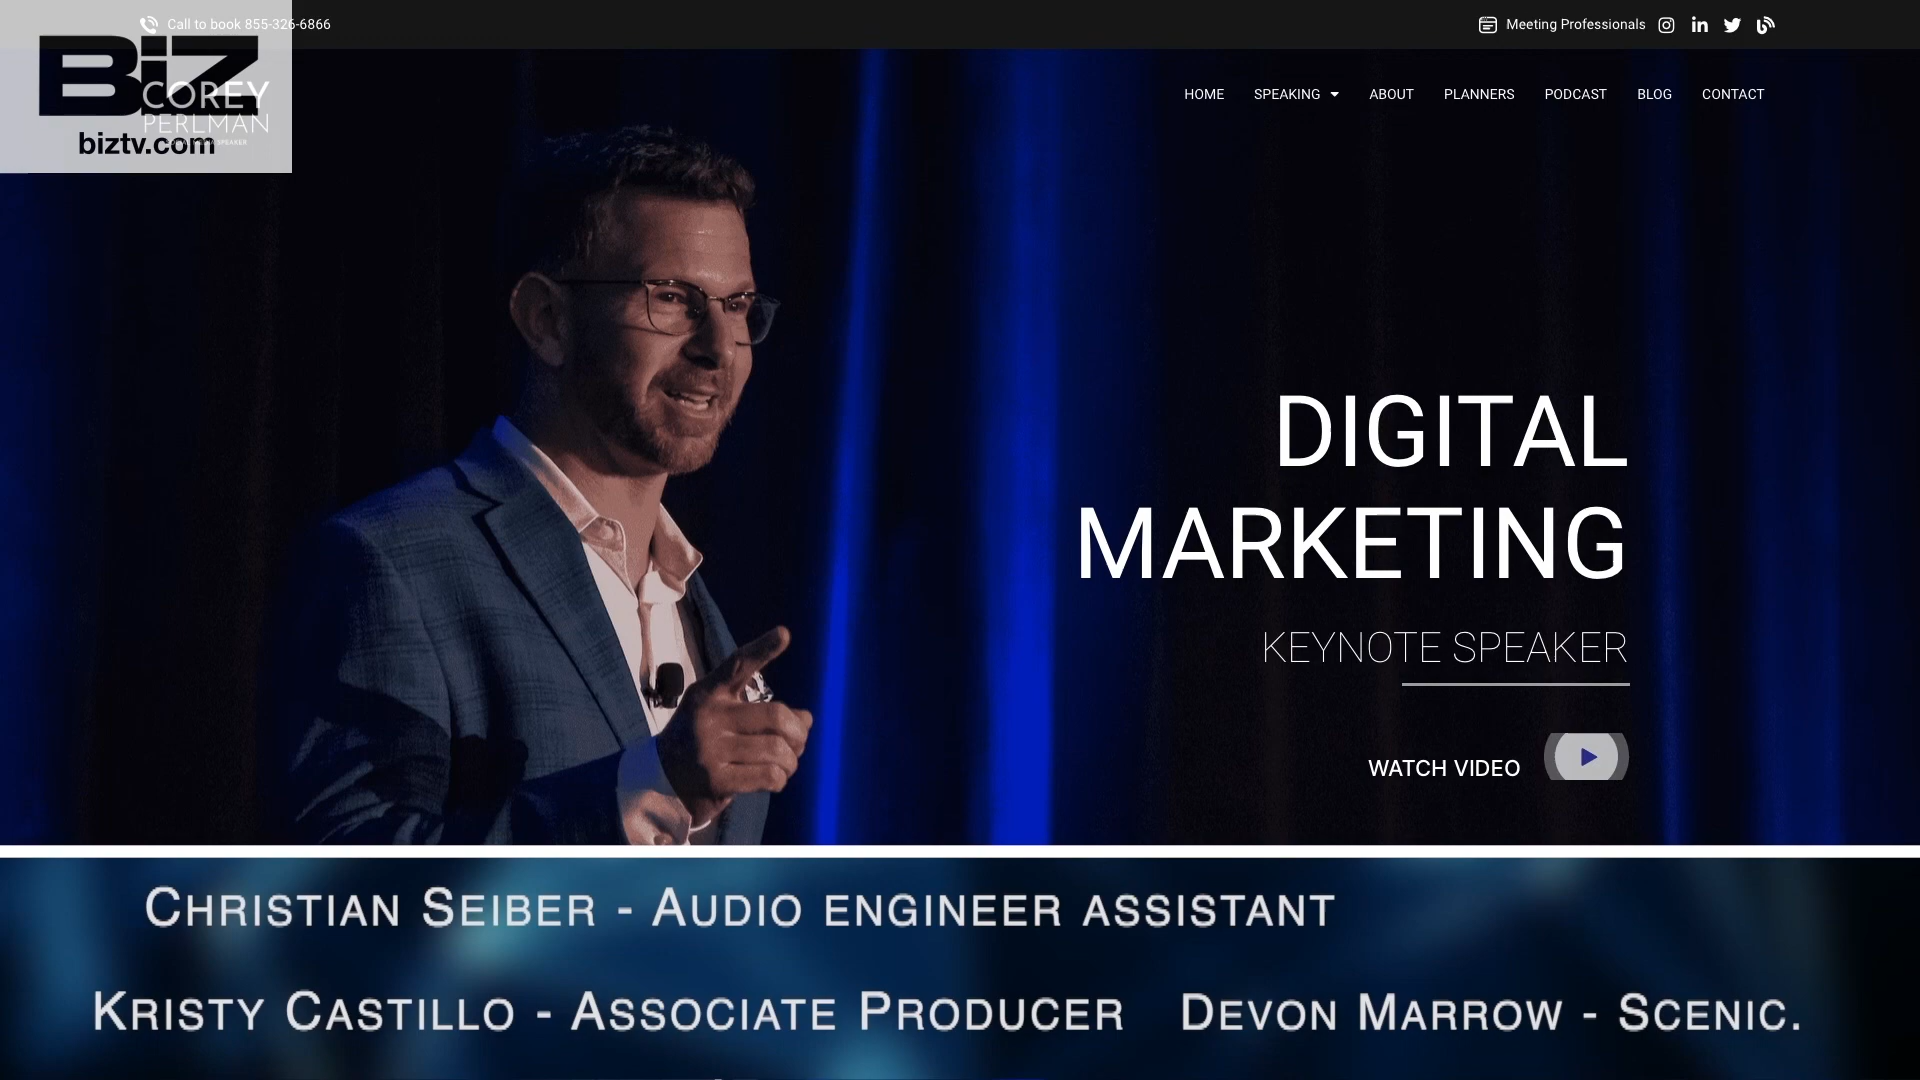 Call to book 855-326-6866
Meeting Professionals
BiZ
COREY
PERLMAN
SPEAKER
biztv.com
HOME SPEAKING ABOUT PLANNERS PODCAST BLOG CONTACT
DIGITAL
MARKETING
KEYNOTE SPEAKER
WATCH VIDEO
CHRISTIAN SEIBER - AUDIO ENGINEER ASSISTANT
KRISTY CASTILLO - ASSOCIATE PRODUCER DEVON MARROW - SCENIC.